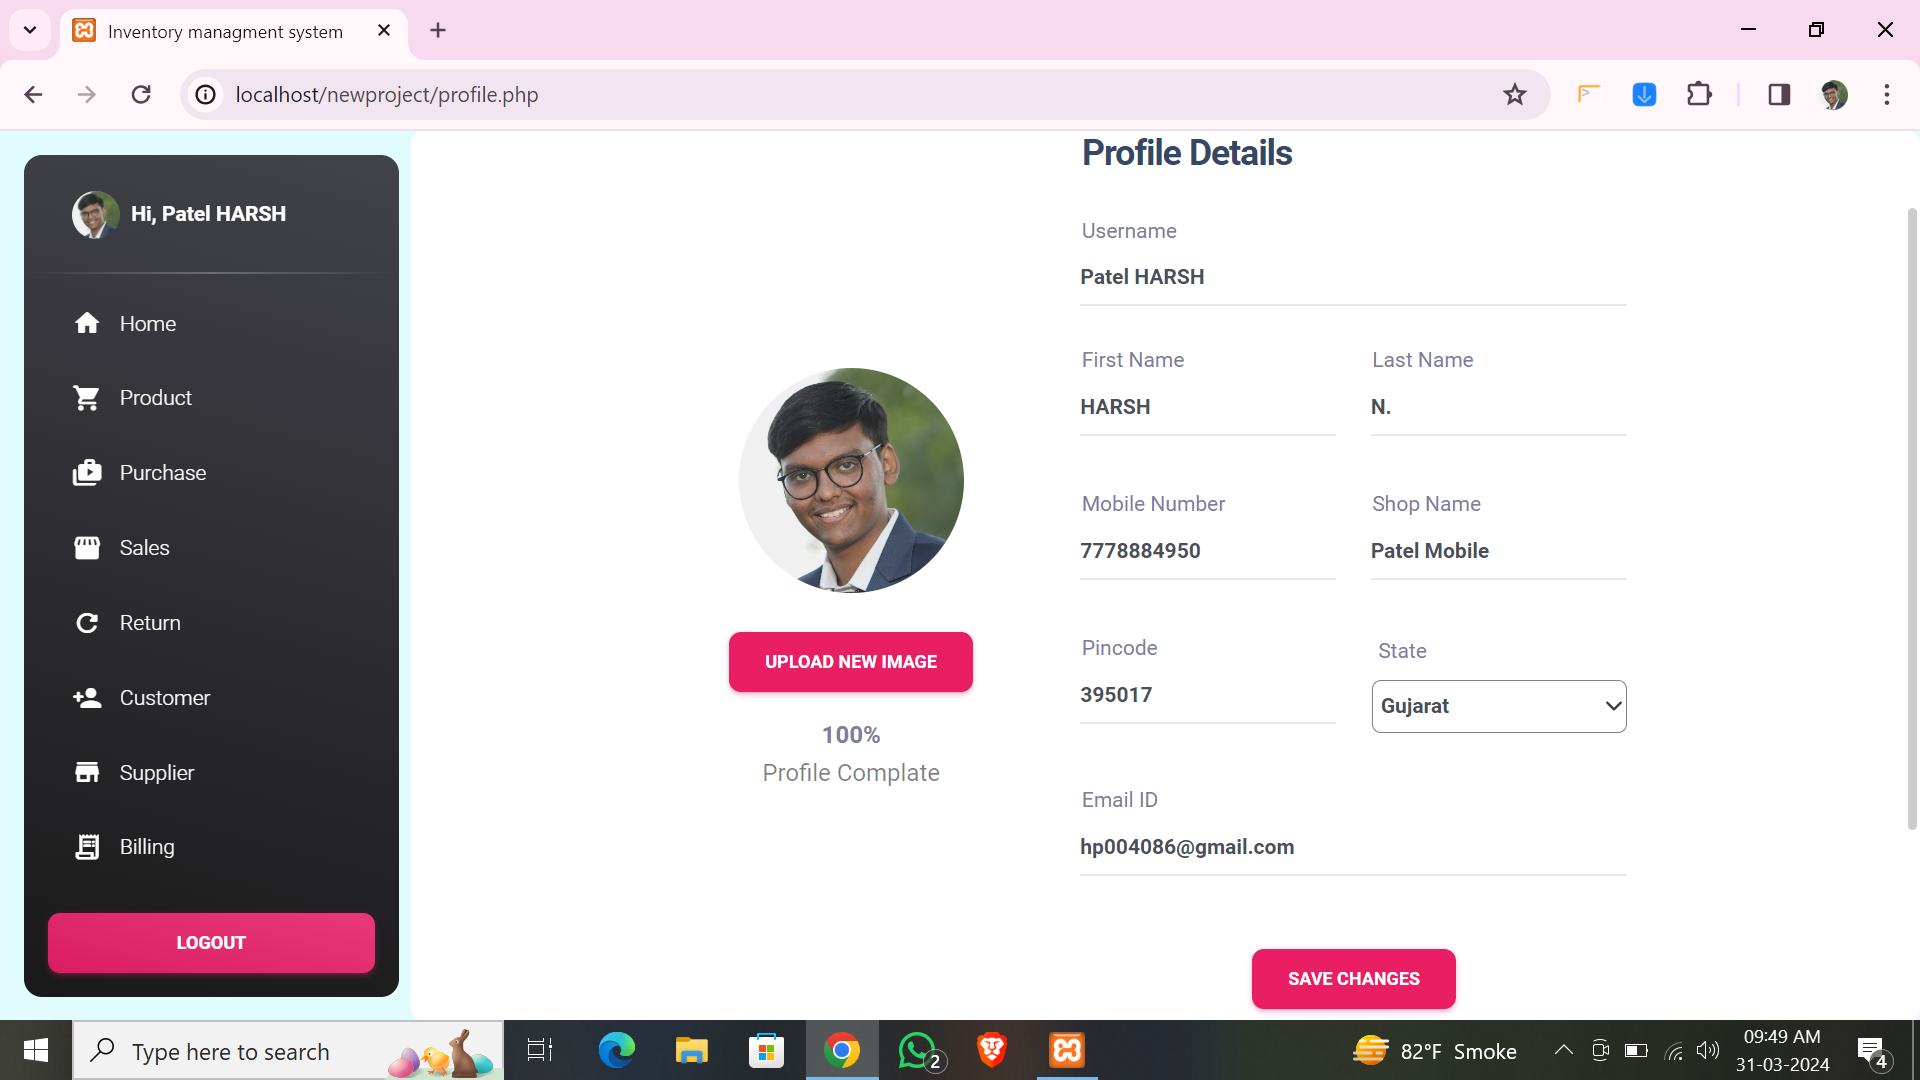 Inventory managment system
localhost/newproject/profile.php
Hi, Patel HARSH
Home
Product
Purchase
Sales
Return
Customer
Supplier
Billing
LOGOUT
UPLOAD NEW IMAGE
100%
Profile Complate
Profile Details
Username
Patel HARSH
First Name
Last Name
HARSH
N.
Mobile Number
Shop Name
7778884950
Patel Mobile
Pincode
State
395017
Gujarat
Email ID
hp004086@gmail.com
SAVE CHANGES
Type here to search
2
82°F Smoke
09:49 AM
31-03-2024
4